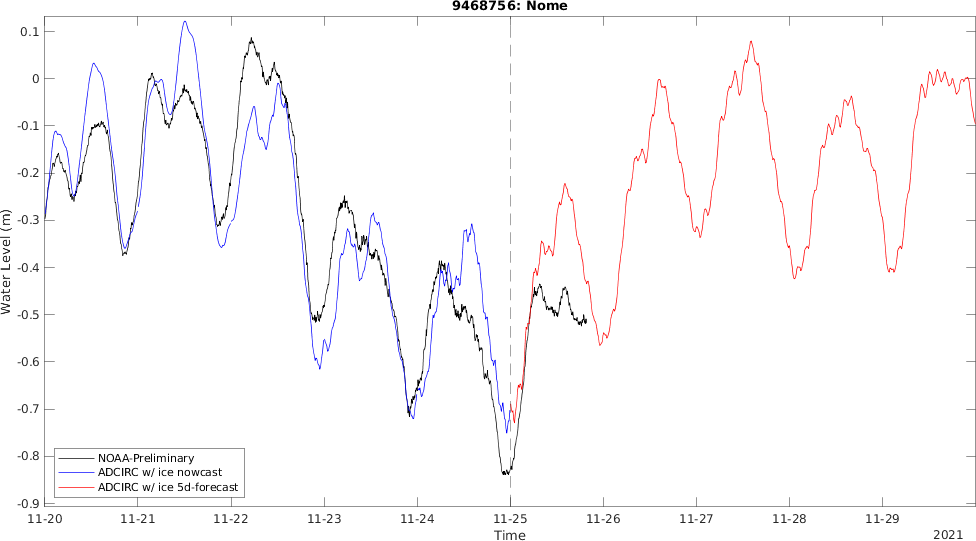 9468756: Nome
0.1
0
-0.1
-0.2
-0.3
-0.4
-0.5
-0.6
-0.7
-0.8
-0.9
Water Level (m)
NOAA-Preliminary
ADCIRC w/ ice nowcast
ADCIRC w/ ice 5d-forecast
11-20 11-21 11-22 11-23 11-24 11-25 11-26 11-27 11-28 11-29
Time
2021